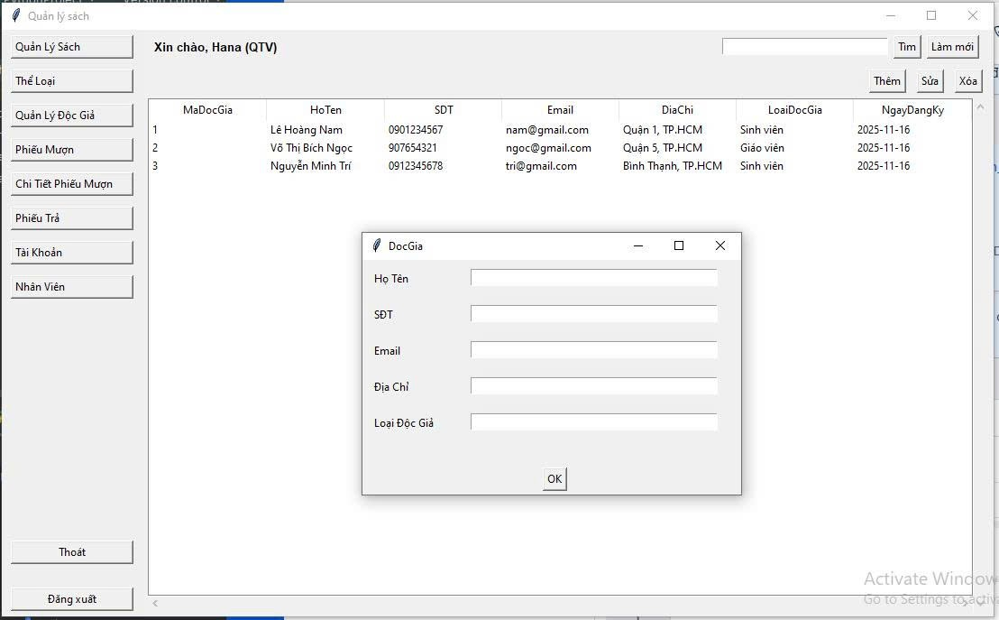 Quản lý sách
Quản Lý Sách
Thể Loại
Quản Lý Độc Giả
Phiếu Mượn
Chi Tiết Phiếu Mượn
Phiếu Trả
Tài Khoản
Nhân Viên
Thoát
Đăng xuất
Xin chào, Hana (QTV)
Tìm Làm mới
Thêm Sửa Xóa
MaDocGia HoTen SDT Email DiaChi LoaiDocGia NgayDangKy
1 Lê Hoàng Nam 0901234567 nam@gmail.com Quận 1, TP.HCM Sinh viên 2025-11-16
2 Võ Thị Bích Ngọc 907654321 ngoc@gmail.com Quận 5, TP.HCM Giáo viên 2025-11-16
3 Nguyễn Minh Trí 0912345678 tri@gmail.com Bình Thạnh, TP.HCM Sinh viên 2025-11-16
DocGia
Họ Tên
SĐT
Email
Địa Chỉ
Loại Độc Giả
OK
Activate Window
Go to Settings to activ